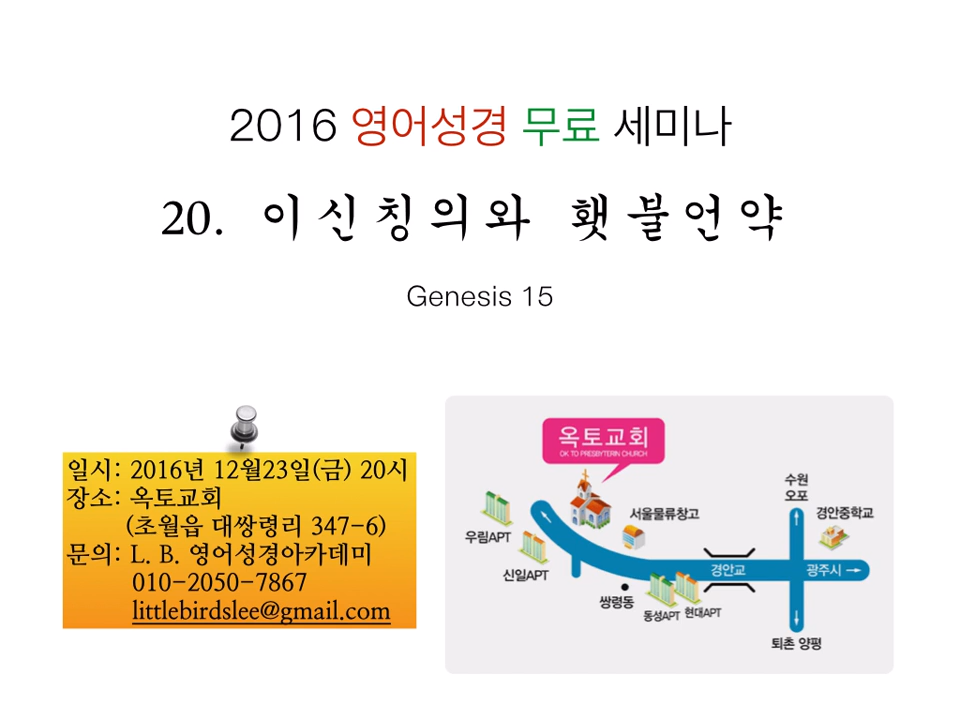 2016 영어성경 무료 세미나
20. 이신칭의와 횃불언약
Genesis 15
일시: 2016년 12월23일(금) 20시
장소: 옥토교회
(초월읍 대쌍령리 347-6)
문의: L. B. 영어성경아카데미
010-2050-7867
littlebirdslee@gmail.com
옥토교회
OK TO PRESBYTERIN CHURCH
수원
오포
서울물류창고
경안중학교
우림APT
신일APT
경안교
광주시
쌍령동
동성APT
현대APT
퇴촌 양평